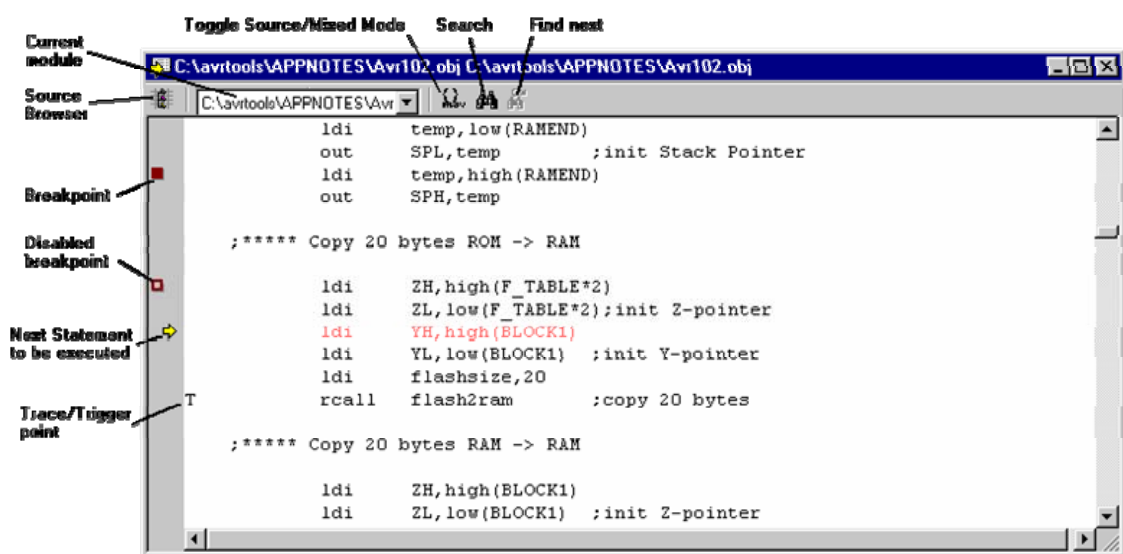 Toggle Source/Mixed Mode Search Find next
Current
module
C:\avrtools\APPNOTES\Avr102.obj C:\avrtools\APPNOTES\Avr102.obj
Source
Browser
C:\avrtools\APPNOTES\Avr
ldi temp,low(RAMEND)
out SPL,temp ;init Stack Pointer
Breakpoint
ldi temp,high(RAMEND)
out SPH,temp
;***** Copy 20 bytes ROM -> RAM
Disabled
breakpoint
ldi ZH,high(F_TABLE*2)
ldi ZL,low(F_TABLE*2);init Z-pointer
Next Statement
to be executed
ldi YH,high(BLOCK1)
ldi YL,low(BLOCK1) ;init Y-pointer
ldi flashsize,20
Trace/Trigger
point
T rcall flash2ram ;copy 20 bytes
;***** Copy 20 bytes RAM -> RAM
ldi ZH,high(BLOCK1)
ldi ZL,low(BLOCK1) ;init Z-pointer